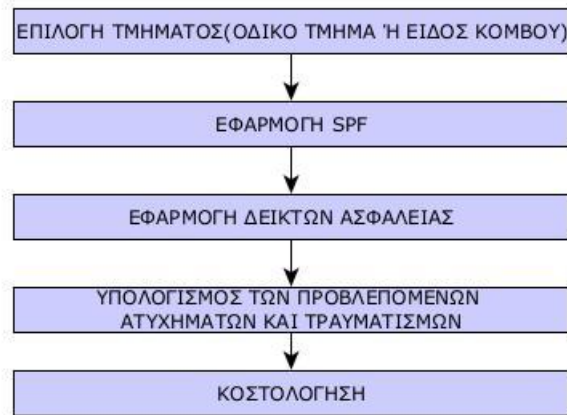 ΕΠΙΛΟΓΗ ΤΜΗΜΑΤΟΣ(ΟΔΙΚΟ ΤΜΗΜΑ Ή ΕΙΔΟΣ ΚΟΜΒΟΥ)
ΕΦΑΡΜΟΓΗ SPF
ΕΦΑΡΜΟΓΗ ΔΕΙΚΤΩΝ ΑΣΦΑΛΕΙΑΣ
ΥΠΟΛΟΓΙΣΜΟΣ ΤΩΝ ΠΡΟΒΛΕΠΟΜΕΝΩΝ
ΑΤΥΧΗΜΑΤΩΝ ΚΑΙ ΤΡΑΥΜΑΤΙΣΜΩΝ
ΚΟΣΤΟΛΟΓΗΣΗ